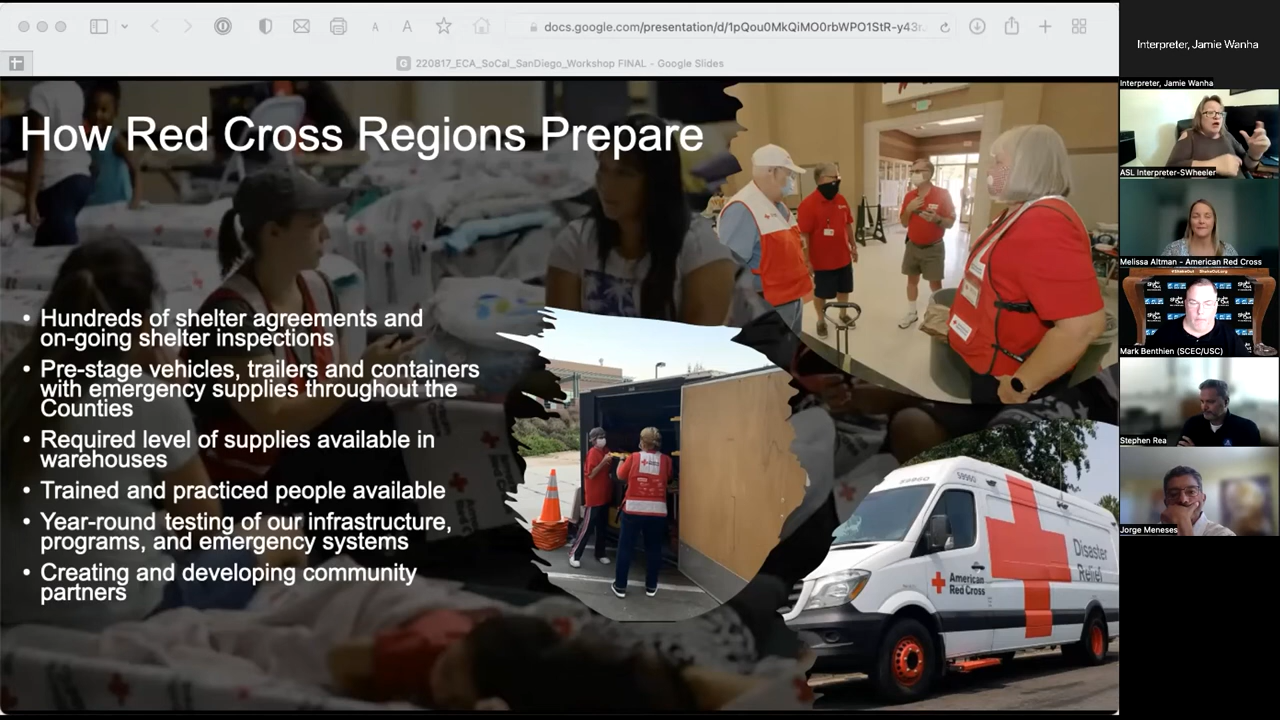 docs.google.com/presentation/d/1pQou0MkQiMO0rbWPO1StR-y43r
220817_ECA_SoCal_SanDiego_Workshop FINAL - Google Slides
How Red Cross Regions Prepare
• Hundreds of shelter agreements and
on-going shelter inspections
• Pre-stage vehicles, trailers and containers
with emergency supplies throughout the
Counties
• Required level of supplies available in
warehouses
• Trained and practiced people available
• Year-round testing of our infrastructure,
programs, and emergency systems
• Creating and developing community
partners
American
Red Cross
Disaster
Relief
Interpreter, Jamie Wanha
Interpreter, Jamie Wanha
ASL Interpreter-SWheeler
Melissa Altman - American Red Cross
#ShakeOut ShakeOut.org
Mark Benthien (SCEC/USC)
Stephen Rea
Jorge Meneses